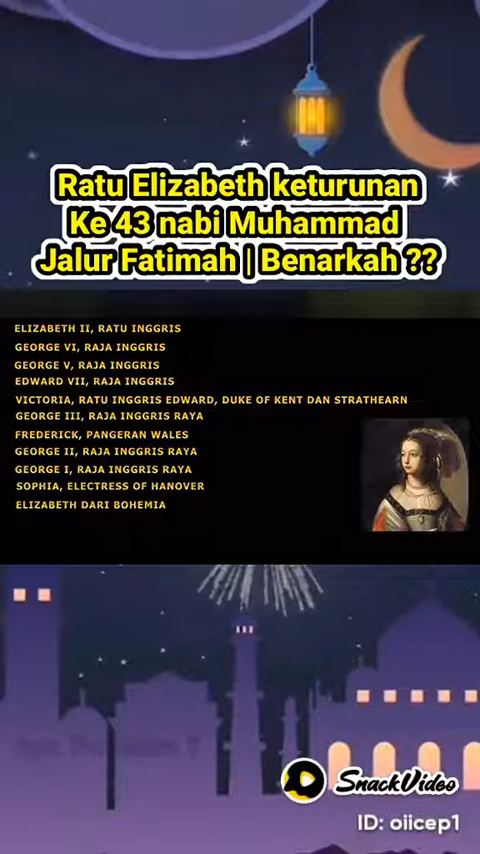 Ratu Elizabeth keturunan
Ke 43 nabi Muhammad
Jalur Fatimah | Benarkah ??
ELIZABETH II, RATU INGGRIS
GEORGE VI, RAJA INGGRIS
GEORGE V, RAJA INGGRIS
EDWARD VII, RAJA INGGRIS
VICTORIA, RATU INGGRIS EDWARD, DUKE OF KENT DAN STRATHEARN
GEORGE III, RAJA INGGRIS RAYA
FREDERICK, PANGERAN WALES
GEORGE II, RAJA INGGRIS RAYA
GEORGE I, RAJA INGGRIS RAYA
SOPHIA, ELECTRESS OF HANOVER
ELIZABETH DARI BOHEMIA
SnackVideo
ID: oiicep1